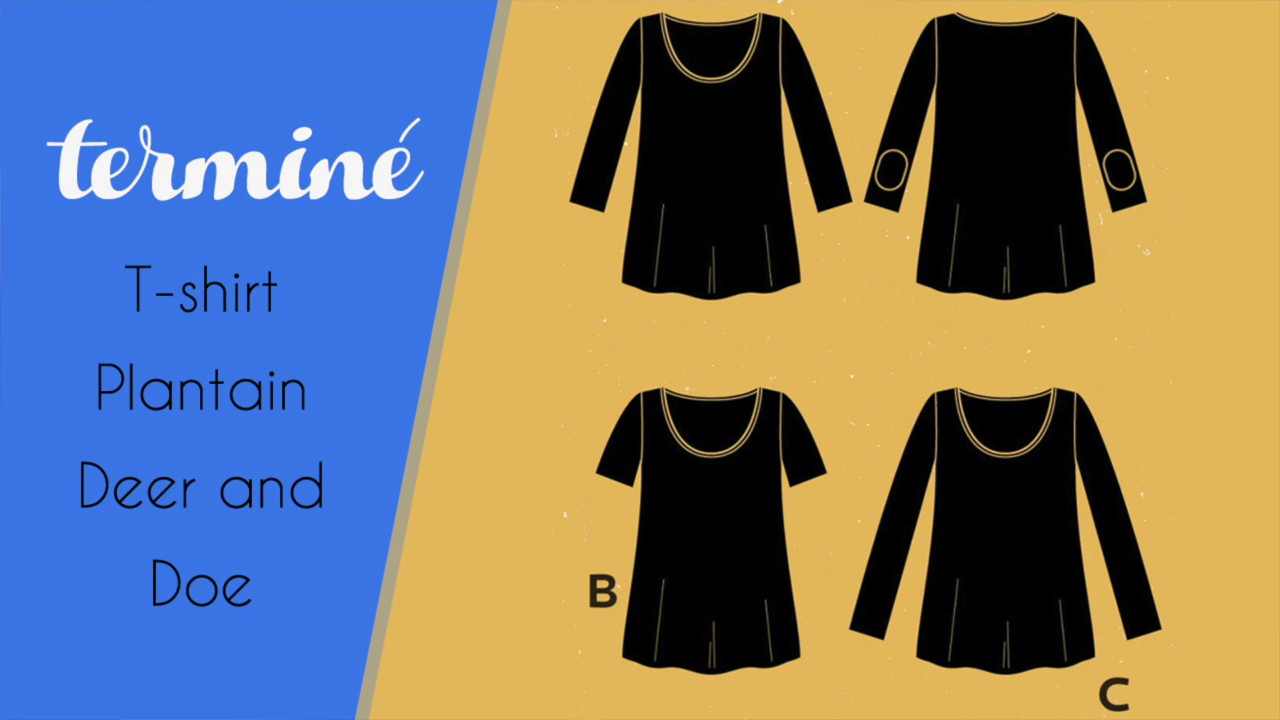 terminé
T-shirt
Plantain
Deer and
Doe
B
C